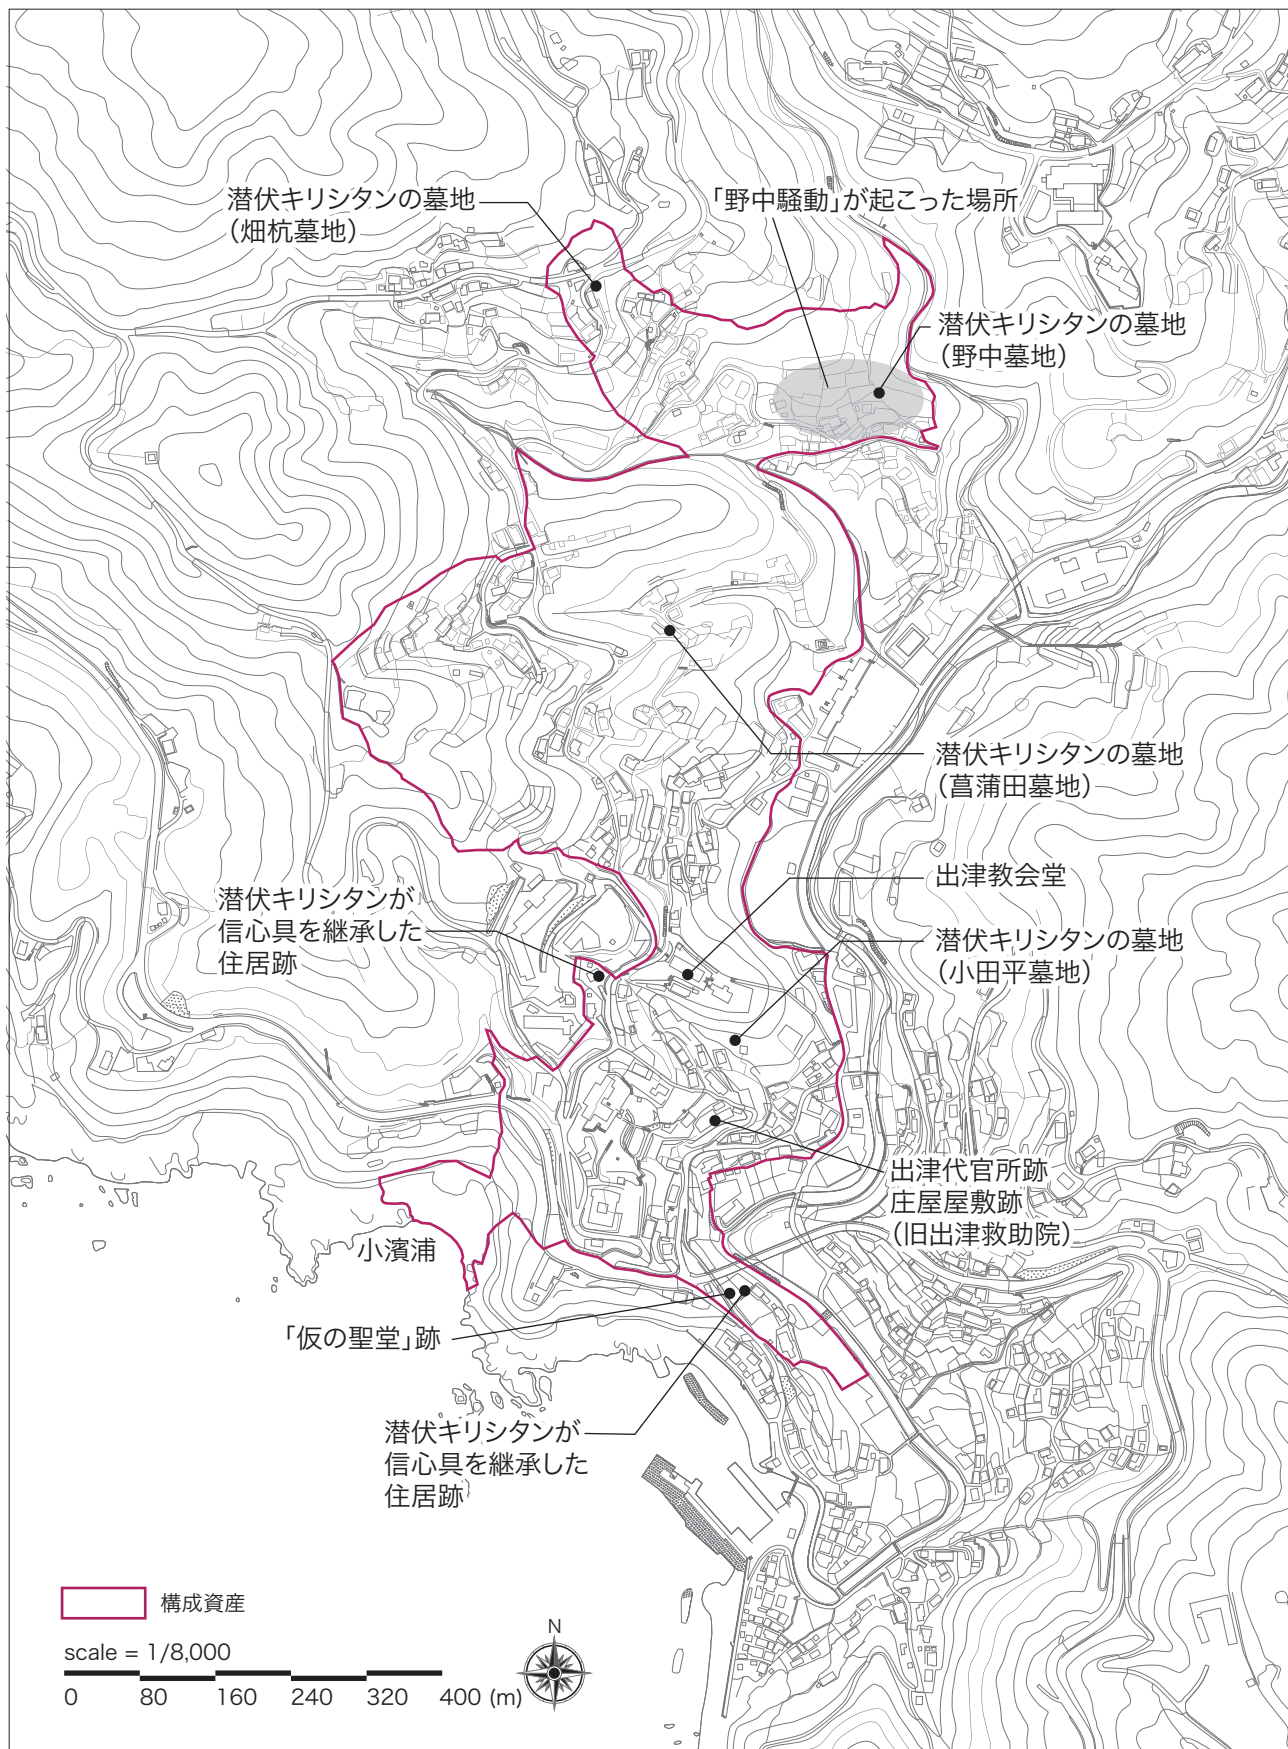 潜伏キリシタンの墓地
（畑杭墓地）
「野中騒動」が起こった場所
潜伏キリシタンの墓地
（野中墓地）
潜伏キリシタンの墓地
（菖蒲田墓地）
出津教会堂
潜伏キリシタンが
信心具を継承した
住居跡
潜伏キリシタンの墓地
（小田平墓地）
出津代官所跡
庄屋屋敷跡
（旧出津救助院）
小濱浦
「仮の聖堂」跡
潜伏キリシタンが
信心具を継承した
住居跡
構成資産
scale = 1/8,000
0 80 160 240 320 400 (m)
N